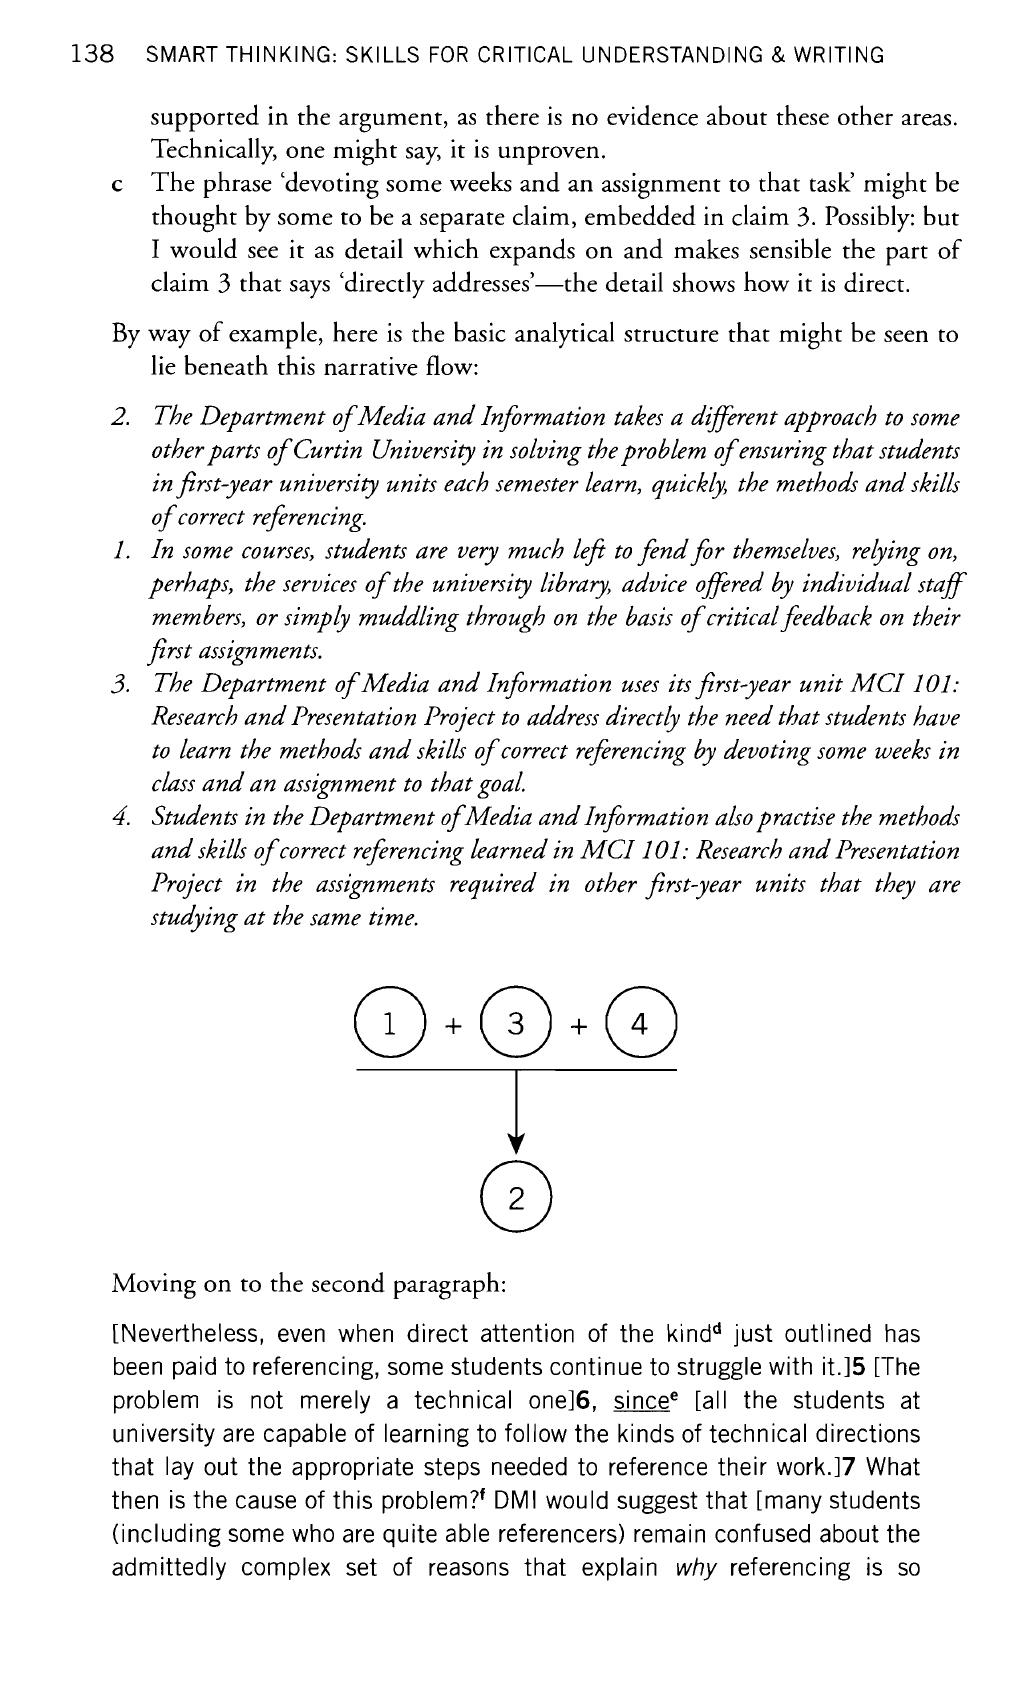 138 SMART THINKING: SKILLS FOR CRITICAL UNDERSTANDING & WRITING
supported in the argument, as there is no evidence about these other areas.
Technically, one might say, it is unproven.
c The phrase ‘devoting some weeks and an assignment to that task’ might be
thought by some to be a separate claim, embedded in claim 3. Possibly: but
I would see it as detail which expands on and makes sensible the part of
claim 3 that says ‘directly addresses’—the detail shows how it is direct.
By way of example, here is the basic analytical structure that might be seen to
lie beneath this narrative flow:
2. The Department of Media and Information takes a different approach to some
other parts of Curtin University in solving the problem of ensuring that students
in first-year university units each semester learn, quickly, the methods and skills
of correct referencing.
1. In some courses, students are very much left to fend for themselves, relying on,
perhaps, the services of the university library, advice offered by individual staff
members, or simply muddling through on the basis of critical feedback on their
first assignments.
3. The Department of Media and Information uses its first-year unit MCI 101:
Research and Presentation Project to address directly the need that students have
to learn the methods and skills of correct referencing by devoting some weeks in
class and an assignment to that goal.
4. Students in the Department of Media and Information also practise the methods
and skills of correct referencing learned in MCI 101: Research and Presentation
Project in the assignments required in other first-year units that they are
studying at the same time.
1 + 3 + 4
2
Moving on to the second paragraph:
[Nevertheless, even when direct attention of the kindᵈ just outlined has
been paid to referencing, some students continue to struggle with it.]5 [The
problem is not merely a technical one]6, sinceᵉ [all the students at
university are capable of learning to follow the kinds of technical directions
that lay out the appropriate steps needed to reference their work.]7 What
then is the cause of this problem?ᶠ DMI would suggest that [many students
(including some who are quite able referencers) remain confused about the
admittedly complex set of reasons that explain why referencing is so